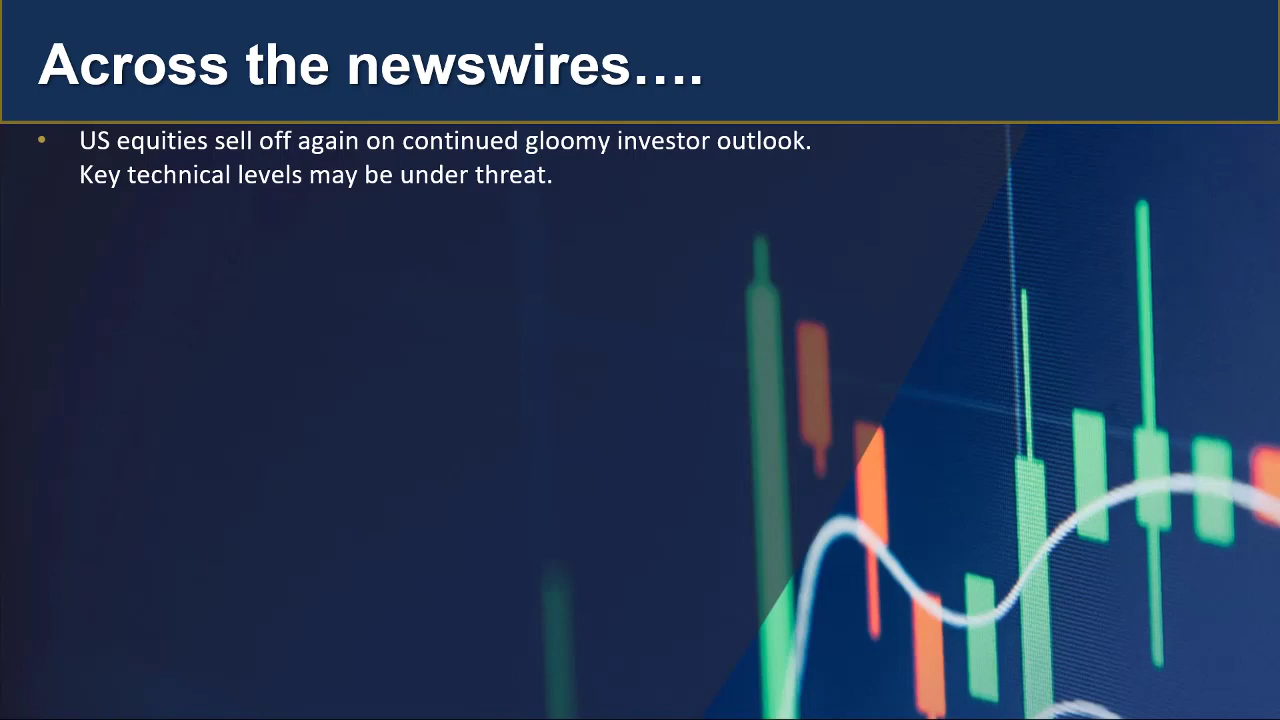 Across the newswires....
• US equities sell off again on continued gloomy investor outlook.
Key technical levels may be under threat.